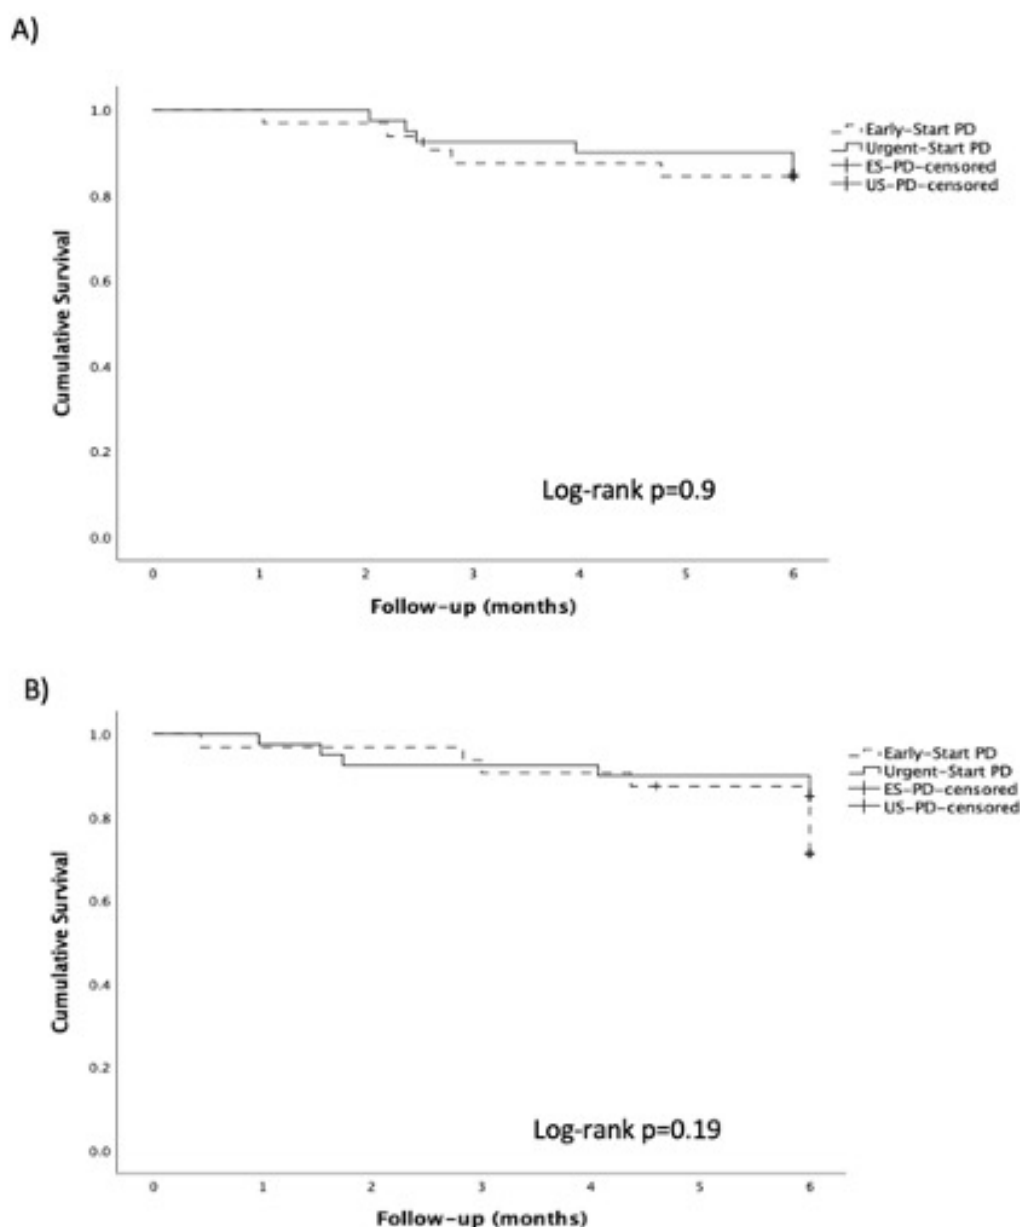 A)
1.0
0.8
0.6
0.4
0.2
0.0
Cumulative Survival
Early-Start PD
Urgent-Start PD
ES-PD-censored
US-PD-censored
Log-rank p=0.9
0 1 2 3 4 5 6
Follow-up (months)
B)
1.0
0.8
0.6
0.4
0.2
0.0
Cumulative Survival
Early-Start PD
Urgent-Start PD
ES-PD-censored
US-PD-censored
Log-rank p=0.19
0 1 2 3 4 5 6
Follow-up (months)